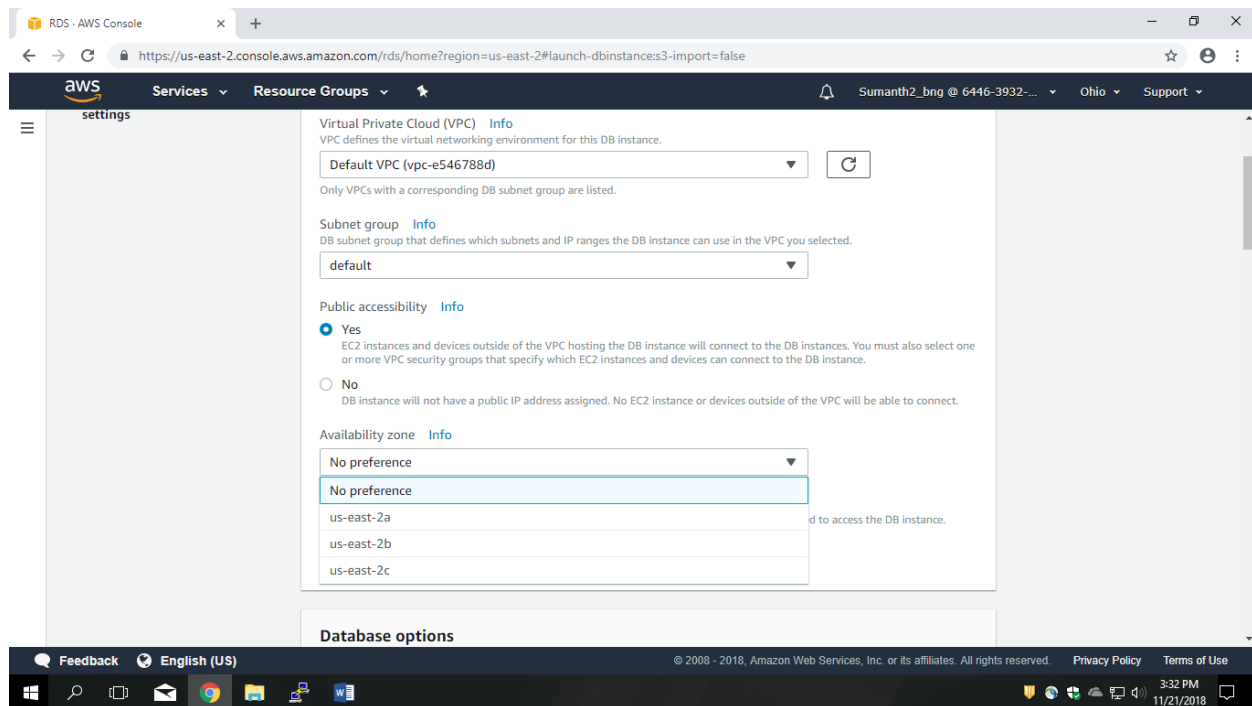 RDS · AWS Console
https://us-east-2.console.aws.amazon.com/rds/home?region=us-east-2#launch-dbinstance:s3-import=false
aws Services Resource Groups Sumanth2_bng @ 6446-3932-... Ohio Support
settings
Virtual Private Cloud (VPC) Info
VPC defines the virtual networking environment for this DB instance.
Default VPC (vpc-e546788d)
Only VPCs with a corresponding DB subnet group are listed.
Subnet group Info
DB subnet group that defines which subnets and IP ranges the DB instance can use in the VPC you selected.
default
Public accessibility Info
Yes
EC2 instances and devices outside of the VPC hosting the DB instance will connect to the DB instances. You must also select one
or more VPC security groups that specify which EC2 instances and devices can connect to the DB instance.
No
DB instance will not have a public IP address assigned. No EC2 instance or devices outside of the VPC will be able to connect.
Availability zone Info
No preference
No preference
us-east-2a
d to access the DB instance.
us-east-2b
us-east-2c
Database options
Feedback English (US) © 2008 - 2018, Amazon Web Services, Inc. or its affiliates. All rights reserved. Privacy Policy Terms of Use
3:32 PM
11/21/2018